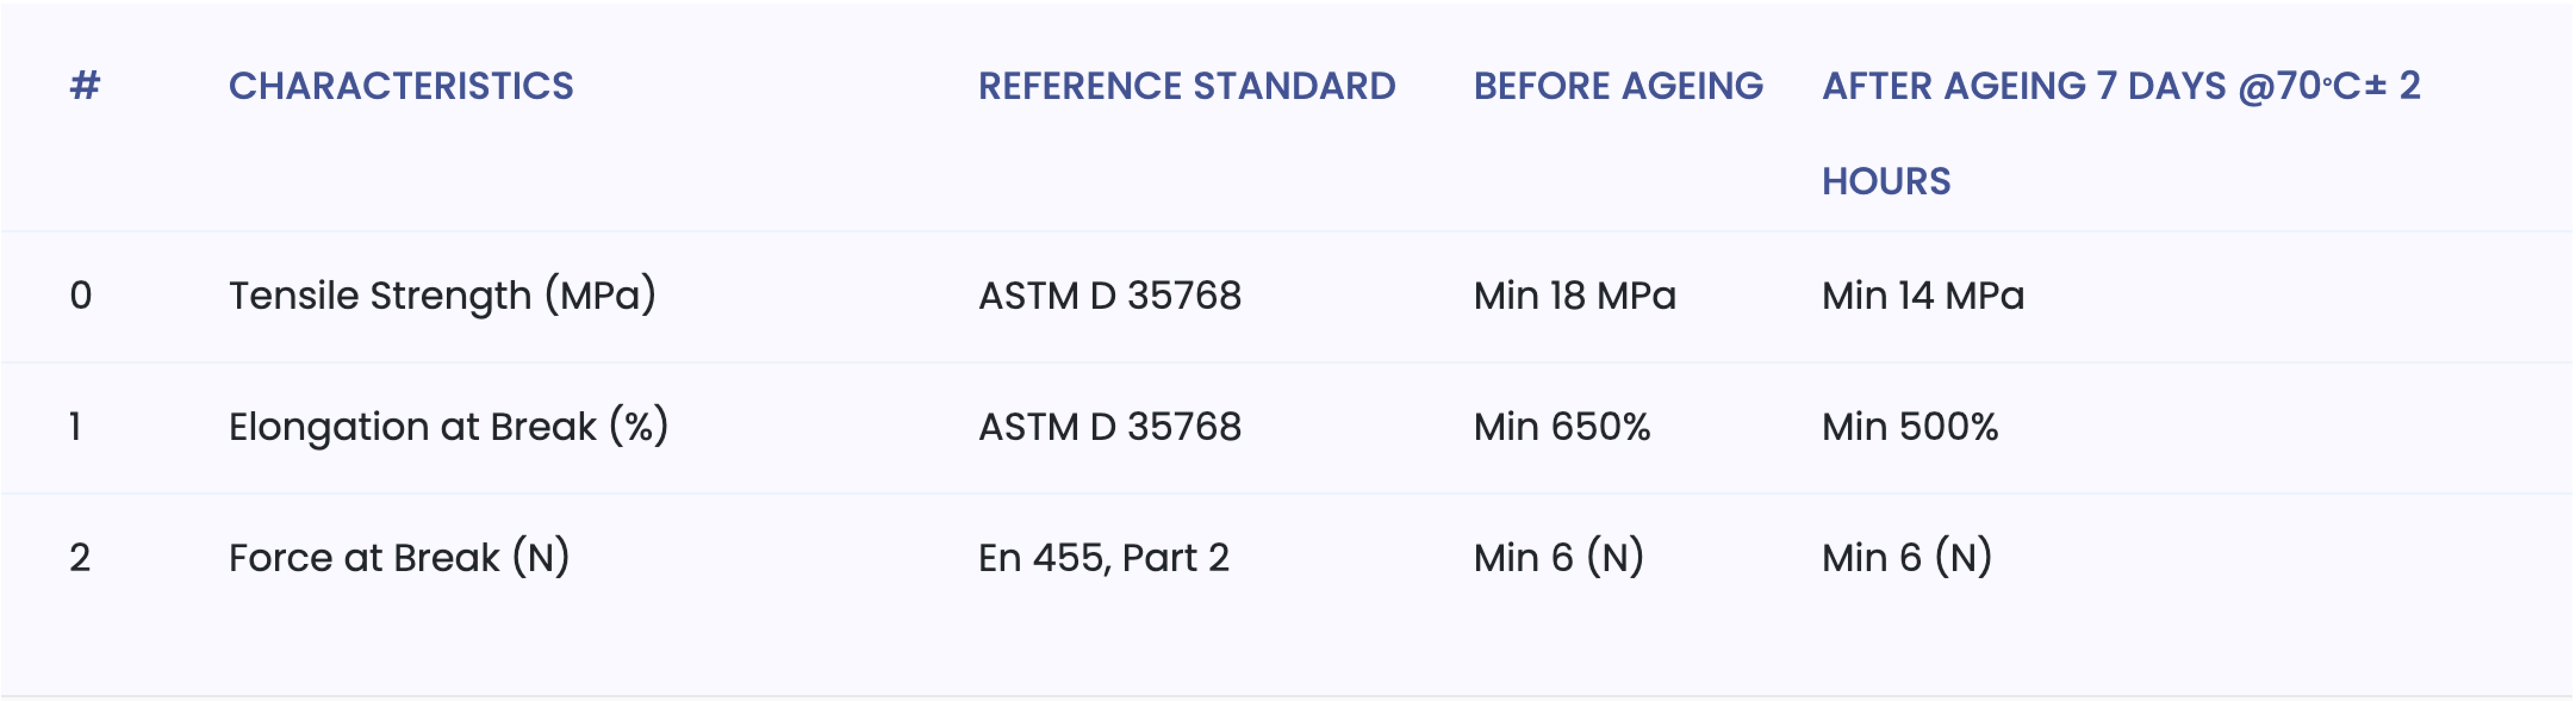 # CHARACTERISTICS REFERENCE STANDARD BEFORE AGEING AFTER AGEING 7 DAYS @70°C± 2
HOURS
0 Tensile Strength (MPa) ASTM D 35768 Min 18 MPa Min 14 MPa
1 Elongation at Break (%) ASTM D 35768 Min 650% Min 500%
2 Force at Break (N) En 455, Part 2 Min 6 (N) Min 6 (N)